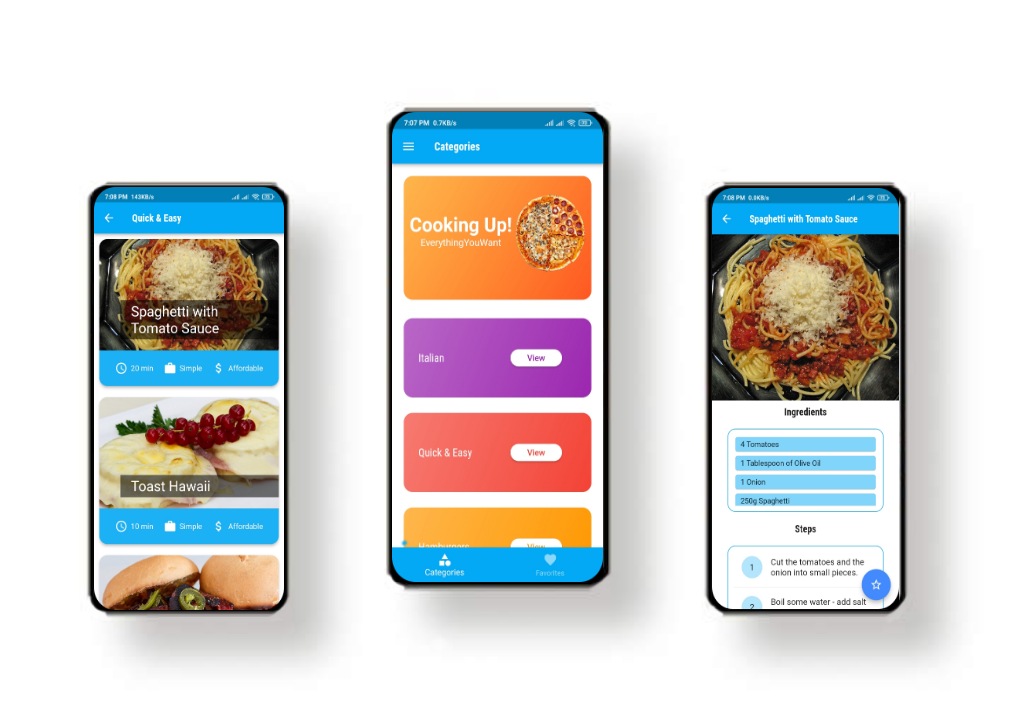 7:08 PM 143KB/s
Quick & Easy
Spaghetti with
Tomato Sauce
20 min Simple Affordable
Toast Hawaii
10 min Simple Affordable
7:07 PM 0.7KB/s
Categories
Cooking Up!
EverythingYouWant
Italian View
Quick & Easy View
Hamburgers View
Categories Favorites
7:08 PM 0.0KB/s
Spaghetti with Tomato Sauce
Ingredients
4 Tomatoes
1 Tablespoon of Olive Oil
1 Onion
250g Spaghetti
Steps
1 Cut the tomatoes and the
onion into small pieces.
2 Boil some water - add salt